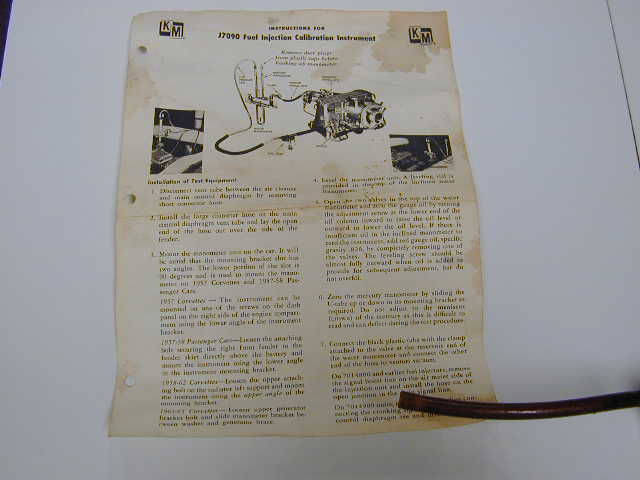 K
M
INSTRUCTIONS FOR
J7090 Fuel Injection Calibration Instrument
K
M
Remove dust plugs
from plastic caps before
hooking up manometer.
Installation of Test Equipment
1. Disconnect vent tube between the air cleaner
and main control diaphragm by removing
short connector hose.
2. Install the large diameter hose on the main
control diaphragm vent tube and lay the open
end of the hose out over the side of the
fender.
3. Mount the manometer unit on the car. It will
be noted that the mounting bracket slot has
two angles. The lower portion of the slot is
90 degrees and is used to mount the mano-
meter on 1957 Corvettes and 1957-58 Pas-
senger Cars.
1957 Corvettes — The instrument can be
mounted on one of the screws on the dash
panel on the right side of the engine compart-
ment using the lower angle of the instrument
bracket.
1957-58 Passenger Cars—Loosen the attaching
bolt securing the right front fender to the
fender skirt directly above the battery and
mount the instrument using the lower angle
in the instrument mounting bracket.
1958-62 Corvettes—Loosen the upper attach-
ing bolt on the radiator left support and mount
the instrument using the upper angle of the
mounting bracket.
1963-65 Corvettes — Loosen upper generator
bracket bolt and slide manometer bracket be-
tween washer and generator brace.
4. Level the manometer unit. A leveling vial is
provided in the top of the inclined water
manometer.
5. Open the two valves in the top of the water
manometer and zero the gauge oil by turning
the adjustment screw at the lower end of the
oil column inward to raise the oil level or
outward to lower the oil level. If there is
insufficient oil in the inclined manometer to
zero the instrument, add red gauge oil, specific
gravity .826, by completely removing one of
the valves. The leveling screw should be
almost fully outward when oil is added to
provide for subsequent adjustment, but do
not overfill.
6. Zero the mercury manometer by sliding the
U-tube up or down in its mounting bracket as
required. Do not adjust to the meniscus
(crown) of the mercury as this is difficult to
read and can deflect during the test procedure.
7. Connect the black plastic tube with the clamp
attached to the valve at the reservoir end of
the water manometer and connect the other
end of the hose to venturi vacuum.
On 7014800 and earlier fuel injectors, remove
the signal boost line on the air meter side of
the injection unit and install the hose on the
open junction in the signal line.
necting the cranking
control diaphragm tee and